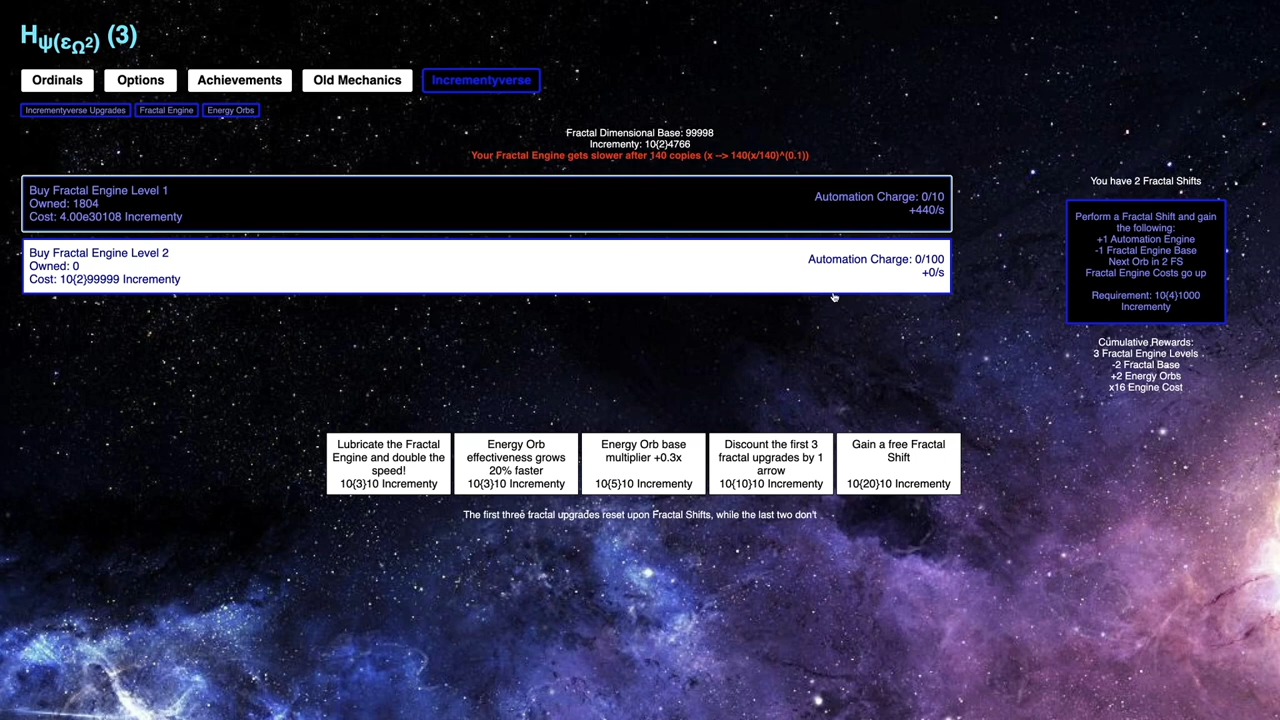 Hψ(εΩ2) (3)
Ordinals
Options
Achievements
Old Mechanics
Incrementyverse
Incrementyverse Upgrades
Fractal Engine
Energy Orbs
Fractal Dimensional Base: 99998
Incrementy: 10{2}4766
Your Fractal Engine gets slower after 140 copies (x --> 140(x/140)^(0.1))
Buy Fractal Engine Level 1
Owned: 1804
Cost: 4.00e30108 Incrementy
Automation Charge: 0/10
+440/s
Buy Fractal Engine Level 2
Owned: 0
Cost: 10{2}99999 Incrementy
Automation Charge: 0/100
+0/s
You have 2 Fractal Shifts
Perform a Fractal Shift and gain
the following:
+1 Automation Engine
-1 Fractal Engine Base
Next Orb in 2 FS
Fractal Engine Costs go up
Requirement: 10{4}1000
Incrementy
Cumulative Rewards:
3 Fractal Engine Levels
-2 Fractal Base
+2 Energy Orbs
x16 Engine Cost
Lubricate the Fractal
Engine and double the
speed!
10{3}10 Incrementy
Energy Orb
effectiveness grows
20% faster
10{3}10 Incrementy
Energy Orb base
multiplier +0.3x
10{5}10 Incrementy
Discount the first 3
fractal upgrades by 1
arrow
10{10}10 Incrementy
Gain a free Fractal
Shift
10{20}10 Incrementy
The first three fractal upgrades reset upon Fractal Shifts, while the last two don't